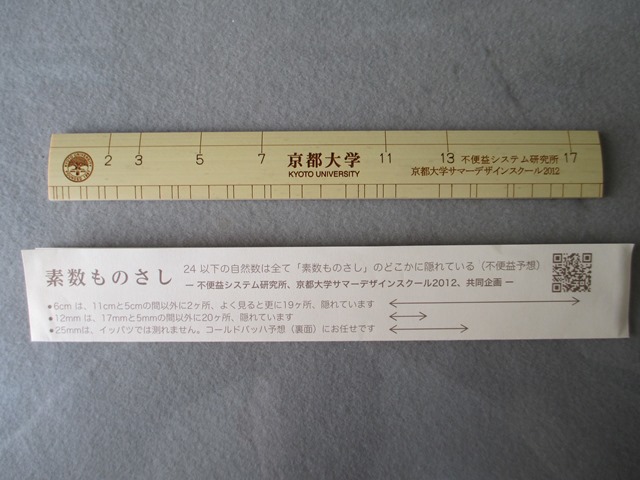 2 3 5 7 京都大学 11 13 不便益システム研究所 17
KYOTO UNIVERSITY 京都大学サマーデザインスクール2012
素数ものさし
24 以下の自然数は全て「素数ものさし」のどこかに隠れている（不便益予想）
— 不便益システム研究所、京都大学サマーデザインスクール2012、共同企画 —
●6cm は、11cmと5cmの間以外に2ヶ所、よく見ると更に19ヶ所、隠れています
●12mm は、17mmと5mmの間以外に20ヶ所、隠れています
●25mmは、イッパツでは測れません。コールドバッハ予想（裏面）にお任せです